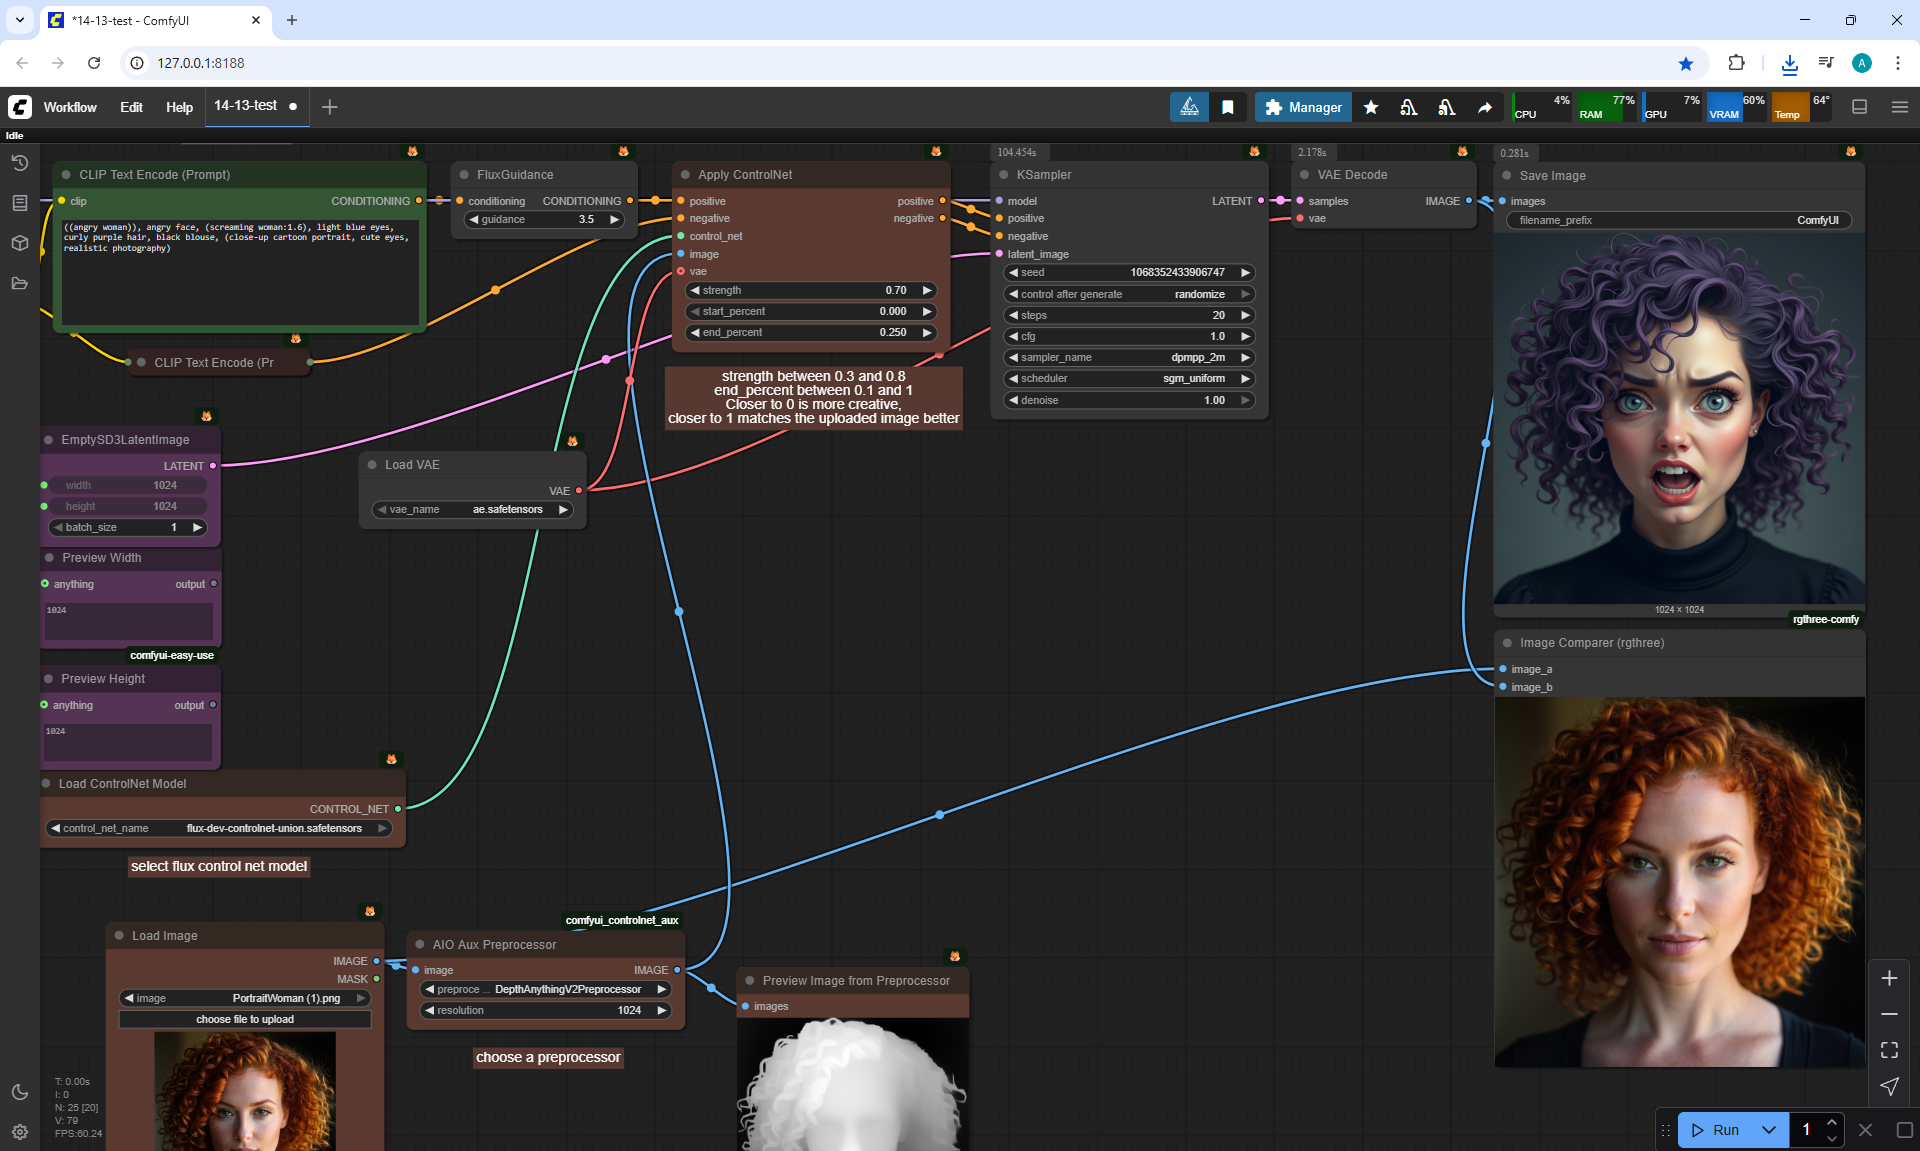 *14-13-test - ComfyUI
127.0.0.1:8188
A
Workflow
Edit
Help
14-13-test
Manager
4%
CPU
77%
RAM
7%
GPU
60%
VRAM
64°
Temp
Idle
104.454s
2.178s
0.281s
CLIP Text Encode (Prompt)
clip
CONDITIONING
((angry woman)), angry face, (screaming woman:1.6), light blue eyes,
curly purple hair, black blouse, (close-up cartoon portrait, cute eyes,
realistic photography)
FluxGuidance
conditioning
CONDITIONING
guidance
3.5
Apply ControlNet
positive
positive
negative
negative
control_net
image
vae
strength
0.70
start_percent
0.000
end_percent
0.250
strength between 0.3 and 0.8
end_percent between 0.1 and 1
Closer to 0 is more creative,
closer to 1 matches the uploaded image better
KSampler
model
LATENT
positive
negative
latent_image
seed
1068352433906747
control after generate
randomize
steps
20
cfg
1.0
sampler_name
dpmpp_2m
scheduler
sgm_uniform
denoise
1.00
VAE Decode
samples
IMAGE
vae
Save Image
images
filename_prefix
ComfyUI
1024 × 1024
rgthree-comfy
Image Comparer (rgthree)
image_a
image_b
CLIP Text Encode (Pr
EmptySD3LatentImage
LATENT
width
1024
height
1024
batch_size
1
Load VAE
VAE
vae_name
ae.safetensors
Preview Width
anything
output
1024
comfyui-easy-use
Preview Height
anything
output
1024
Load ControlNet Model
CONTROL_NET
control_net_name
flux-dev-controlnet-union.safetensors
select flux control net model
Load Image
IMAGE
MASK
image
PortraitWoman (1).png
choose file to upload
comfyui_controlnet_aux
AIO Aux Preprocessor
image
IMAGE
preproce ...
DepthAnythingV2Preprocessor
resolution
1024
choose a preprocessor
Preview Image from Preprocessor
images
T: 0.00s
I: 0
N: 25 [20]
V: 79
FPS:60.24
Run
1